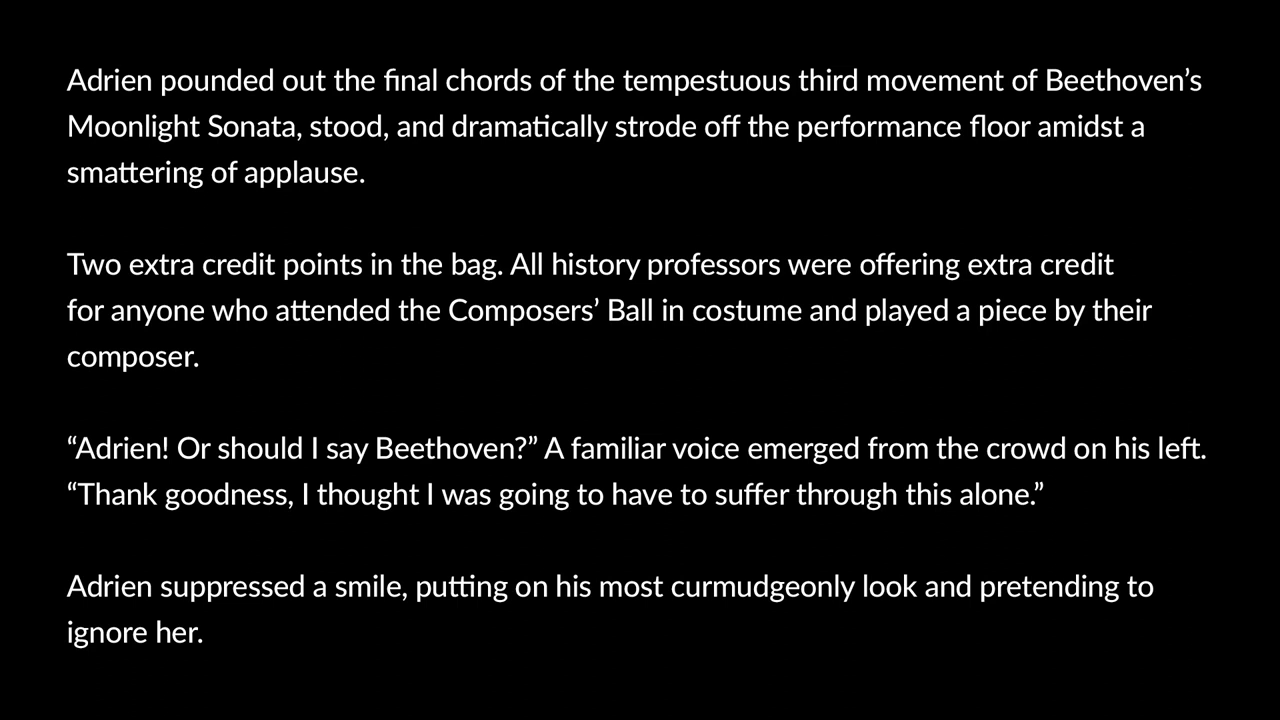 Adrien pounded out the final chords of the tempestuous third movement of Beethoven’s
Moonlight Sonata, stood, and dramatically strode off the performance floor amidst a
smattering of applause.
Two extra credit points in the bag. All history professors were offering extra credit
for anyone who attended the Composers’ Ball in costume and played a piece by their
composer.
“Adrien! Or should I say Beethoven?” A familiar voice emerged from the crowd on his left.
“Thank goodness, I thought I was going to have to suffer through this alone.”
Adrien suppressed a smile, putting on his most curmudgeonly look and pretending to
ignore her.